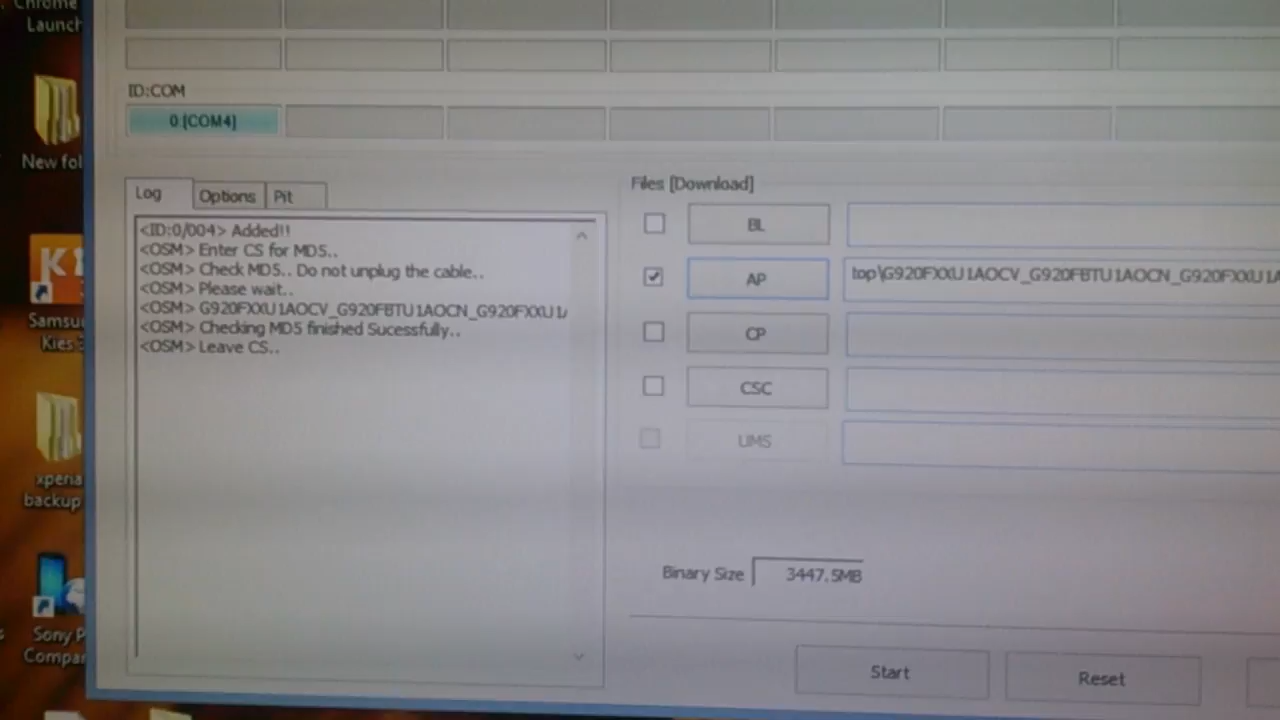 Chrome
Launch
New fol
Samsu
Kies 3
xperia
backup
Sony P
Compa
ID:COM
0:[COM4]
Log
Options
Pit
<ID:0/004> Added!!
<OSM> Enter CS for MD5..
<OSM> Check MD5.. Do not unplug the cable..
<OSM> Please wait..
<OSM> G920FXXU1AOCV_G920FBTU1AOCN_G920FXXU1/
<OSM> Checking MD5 finished Sucessfully..
<OSM> Leave CS..
Files [Download]
BL
AP
top\G920FXXU1AOCV_G920FBTU1AOCN_G920FXXU1A
CP
CSC
UMS
Binary Size
3447.5MB
Start
Reset